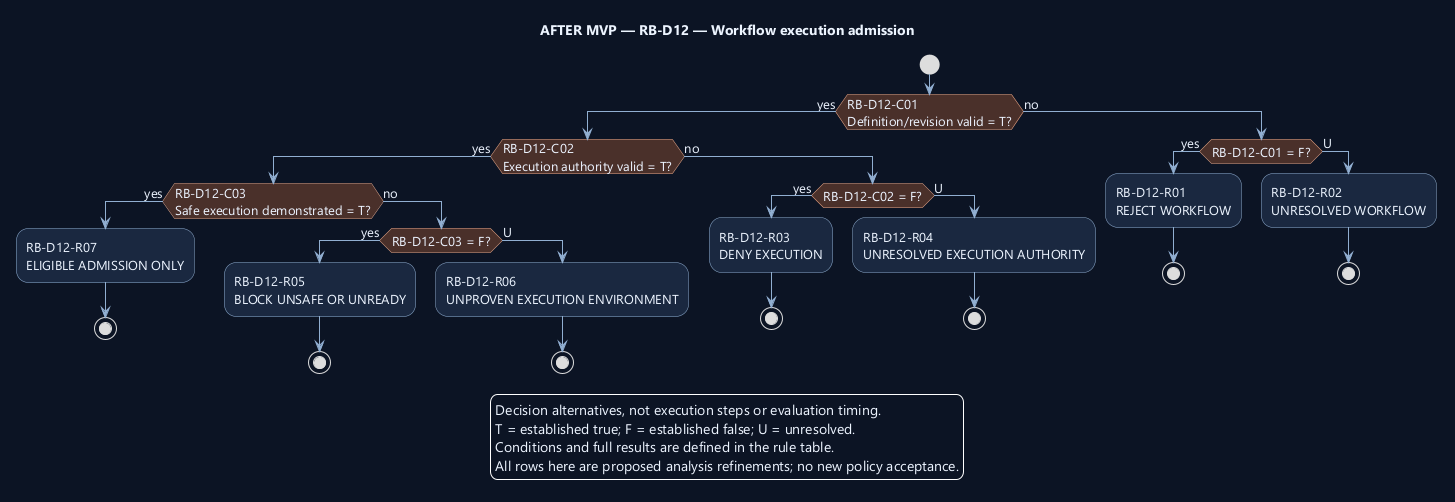 AFTER MVP — RB-D12 — Workflow execution admission
yes
RB-D12-C01
Definition/revision valid = T?
no
yes
RB-D12-C02
Execution authority valid = T?
no
yes
RB-D12-C01 = F?
U
yes
RB-D12-C03
Safe execution demonstrated = T?
no
yes
RB-D12-C02 = F?
U
RB-D12-R01
REJECT WORKFLOW
RB-D12-R02
UNRESOLVED WORKFLOW
RB-D12-R07
ELIGIBLE ADMISSION ONLY
yes
RB-D12-C03 = F?
U
RB-D12-R03
DENY EXECUTION
RB-D12-R04
UNRESOLVED EXECUTION AUTHORITY
RB-D12-R05
BLOCK UNSAFE OR UNREADY
RB-D12-R06
UNPROVEN EXECUTION ENVIRONMENT
Decision alternatives, not execution steps or evaluation timing.
T = established true; F = established false; U = unresolved.
Conditions and full results are defined in the rule table.
All rows here are proposed analysis refinements; no new policy acceptance.